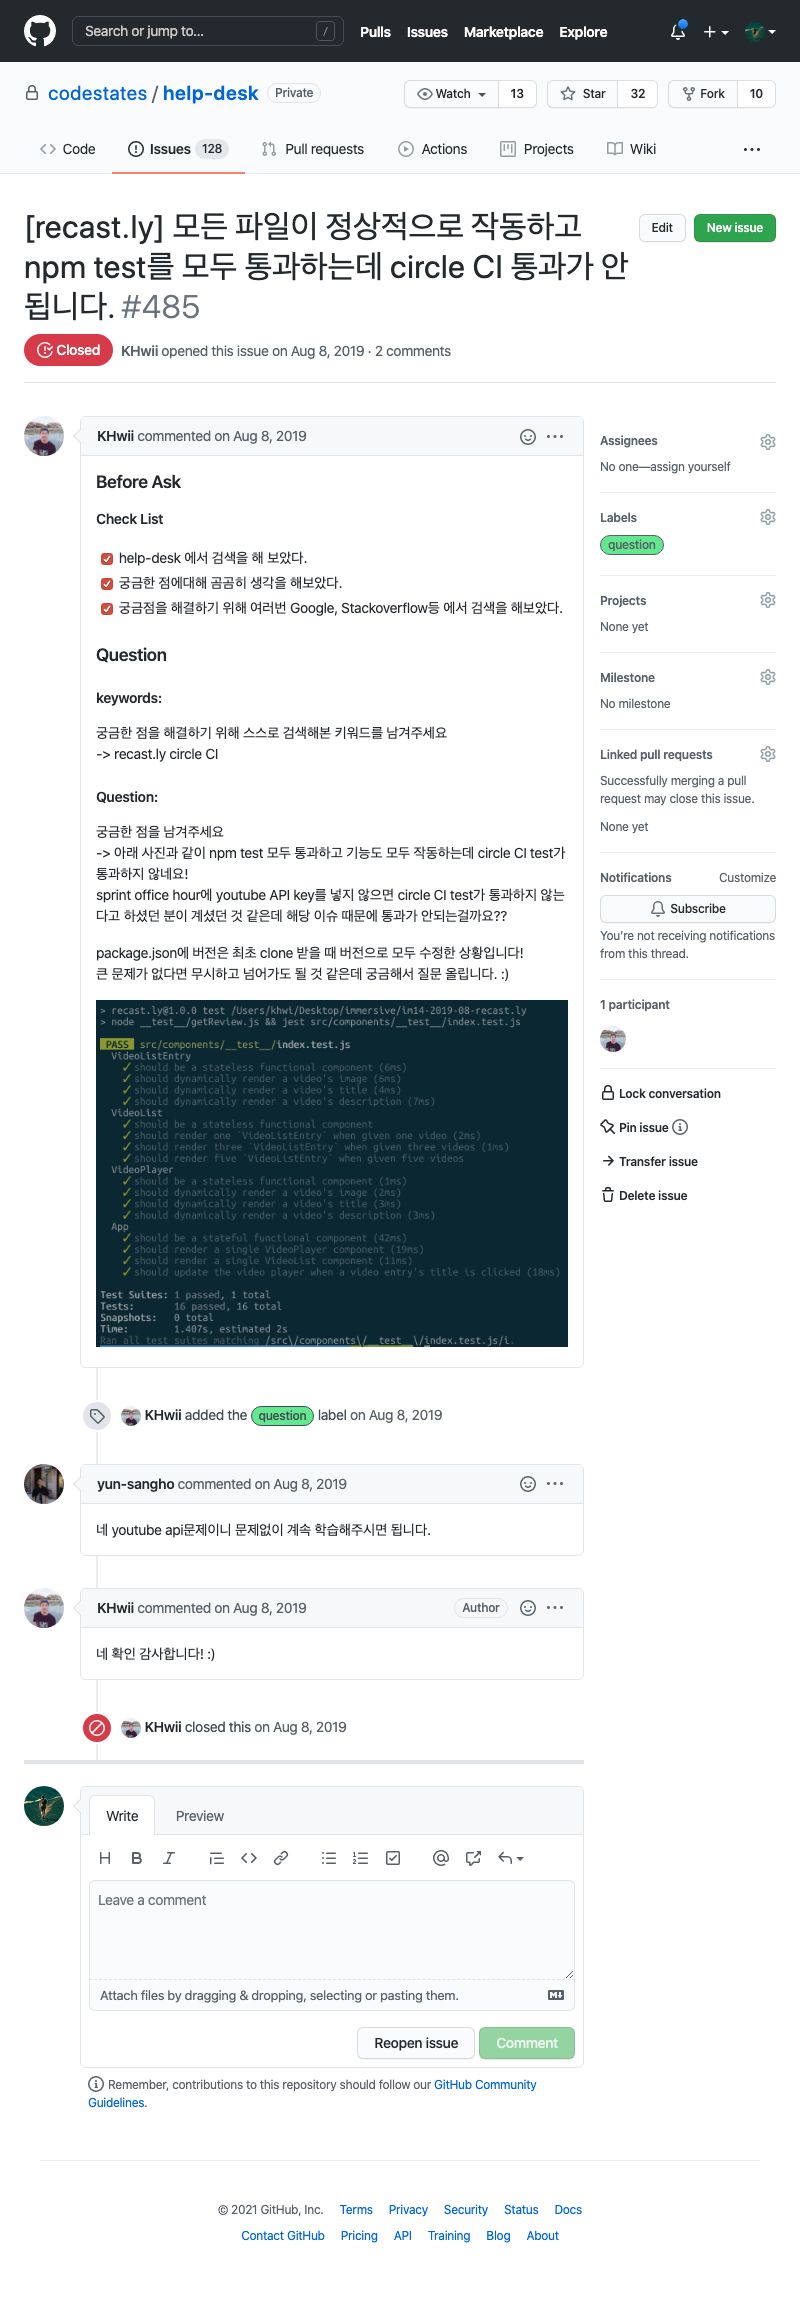 Search or jump to...
/
Pulls
Issues
Marketplace
Explore
codestates / help-desk
Private
Watch
13
Star
32
Fork
10
Code
Issues 128
Pull requests
Actions
Projects
Wiki
[recast.ly] 모든 파일이 정상적으로 작동하고
npm test를 모두 통과하는데 circle CI 통과가 안
됩니다. #485
Edit
New issue
Closed
KHwii opened this issue on Aug 8, 2019 · 2 comments
KHwii commented on Aug 8, 2019
Before Ask
Check List
help-desk 에서 검색을 해 보았다.
궁금한 점에대해 곰곰히 생각을 해보았다.
궁금점을 해결하기 위해 여러번 Google, Stackoverflow등 에서 검색을 해보았다.
Question
keywords:
궁금한 점을 해결하기 위해 스스로 검색해본 키워드를 남겨주세요
-> recast.ly circle CI
Question:
궁금한 점을 남겨주세요
-> 아래 사진과 같이 npm test 모두 통과하고 기능도 모두 작동하는데 circle CI test가
통과하지 않네요!
sprint office hour에 youtube API key를 넣지 않으면 circle CI test가 통과하지 않는
다고 하셨던 분이 계셨던 것 같은데 해당 이슈 때문에 통과가 안되는걸까요??
package.json에 버전은 최초 clone 받을 때 버전으로 모두 수정한 상황입니다!
큰 문제가 없다면 무시하고 넘어가도 될 것 같은데 궁금해서 질문 올립니다. :)
> recast.ly@1.0.0 test /Users/khwi/Desktop/immersive/im14-2019-08-recast.ly
> node __test__/getReview.js && jest src/components/__test__/index.test.js
PASS src/components/__test__/index.test.js
VideoListEntry
✓ should be a stateless functional component (6ms)
✓ should dynamically render a video's image (6ms)
✓ should dynamically render a video's title (4ms)
✓ should dynamically render a video's description (7ms)
VideoList
✓ should be a stateless functional component
✓ should render one `VideoListEntry` when given one video (2ms)
✓ should render three `VideoListEntry` when given three videos (1ms)
✓ should render five `VideoListEntry` when given five videos
VideoPlayer
✓ should be a stateless functional component (1ms)
✓ should dynamically render a video's image (2ms)
✓ should dynamically render a video's title (3ms)
✓ should dynamically render a video's description (3ms)
App
✓ should be a stateful functional component (42ms)
✓ should render a single VideoPlayer component (19ms)
✓ should render a single VideoList component (11ms)
✓ should update the video player when a video entry's title is clicked (18ms)
Test Suites: 1 passed, 1 total
Tests: 16 passed, 16 total
Snapshots: 0 total
Time: 1.407s, estimated 2s
Ran all test suites matching /src\/components\/__test__\/index.test.js/i.
KHwii added the question label on Aug 8, 2019
yun-sangho commented on Aug 8, 2019
네 youtube api문제이니 문제없이 계속 학습해주시면 됩니다.
KHwii commented on Aug 8, 2019
Author
네 확인 감사합니다! :)
KHwii closed this on Aug 8, 2019
Write
Preview
Leave a comment
Attach files by dragging & dropping, selecting or pasting them.
Reopen issue
Comment
Remember, contributions to this repository should follow our GitHub Community
Guidelines.
Assignees
No one—assign yourself
Labels
question
Projects
None yet
Milestone
No milestone
Linked pull requests
Successfully merging a pull
request may close this issue.
None yet
Notifications
Customize
Subscribe
You're not receiving notifications
from this thread.
1 participant
Lock conversation
Pin issue
Transfer issue
Delete issue
© 2021 GitHub, Inc.
Terms
Privacy
Security
Status
Docs
Contact GitHub
Pricing
API
Training
Blog
About